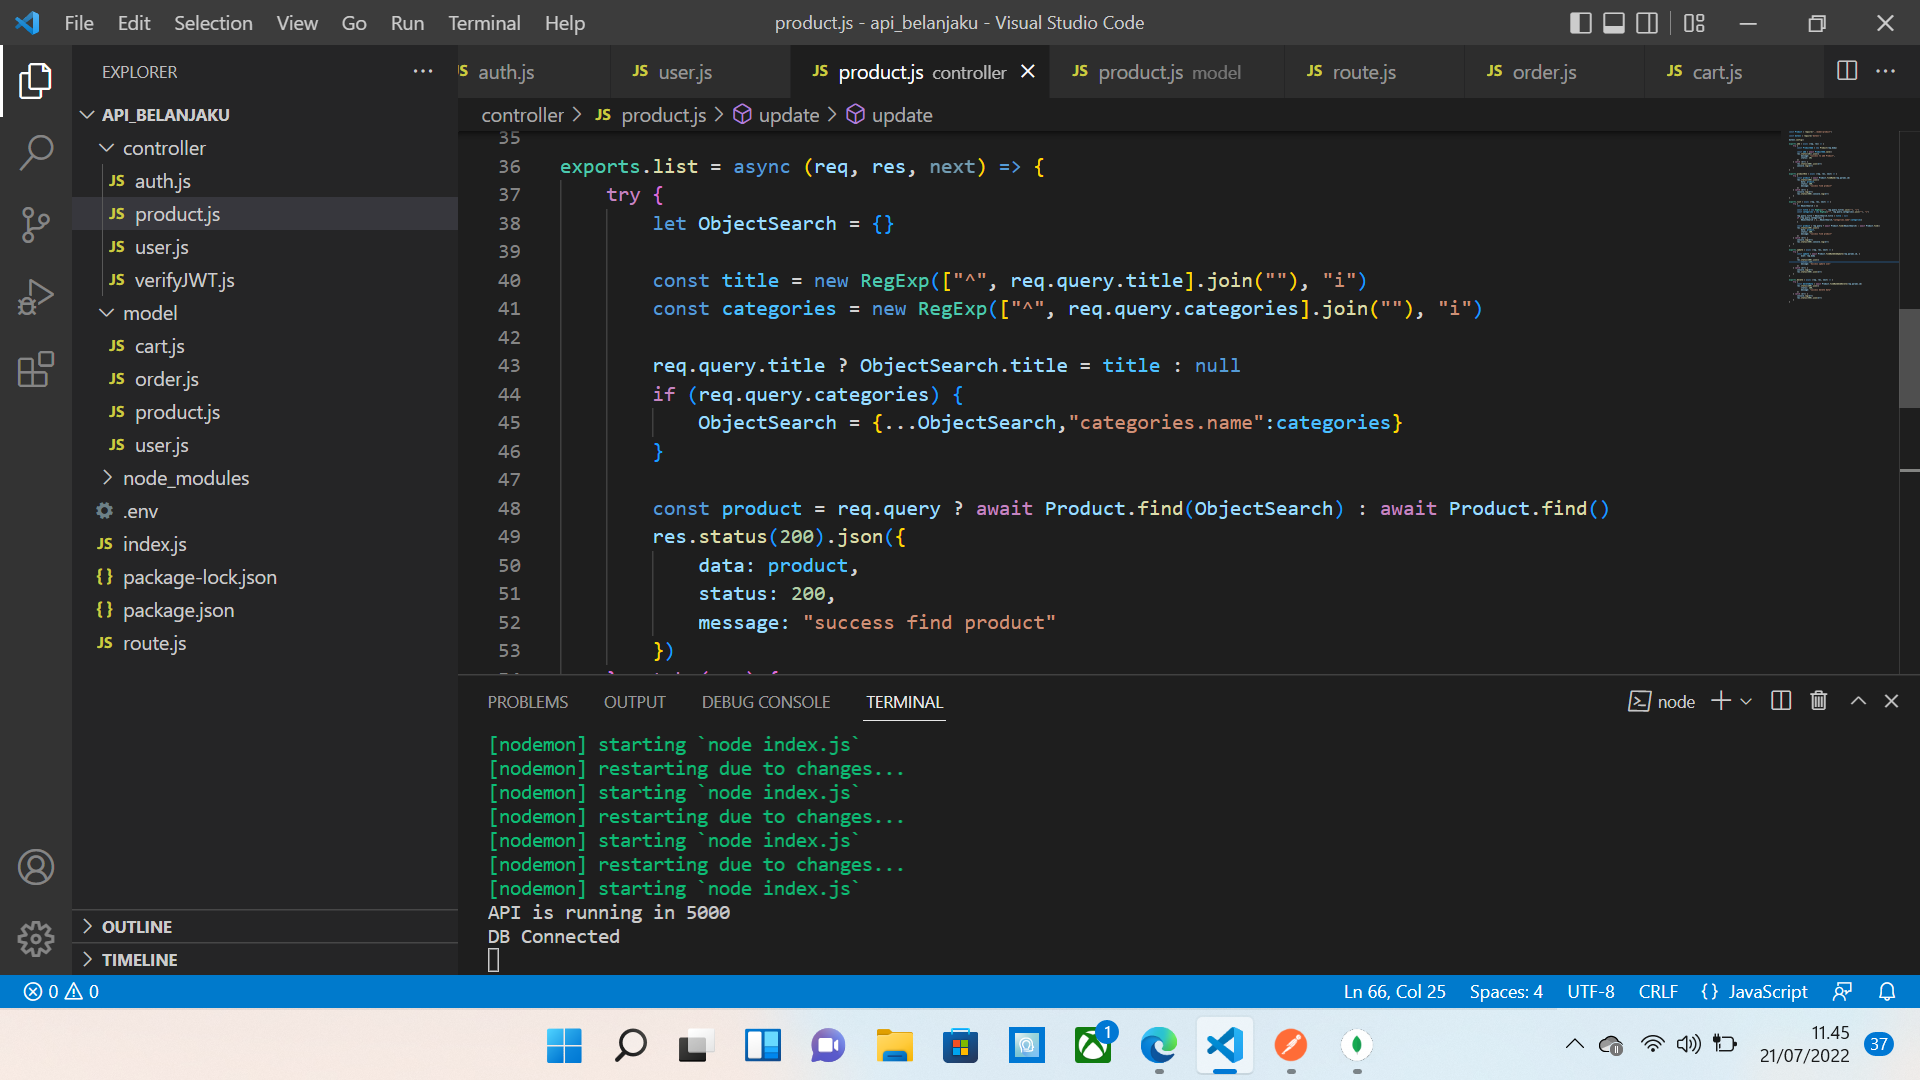 File Edit Selection View Go Run Terminal Help
product.js - api_belanjaku - Visual Studio Code
EXPLORER
API_BELANJAKU
controller
JS auth.js
JS product.js
JS user.js
JS verifyJWT.js
model
JS cart.js
JS order.js
JS product.js
JS user.js
node_modules
.env
JS index.js
{} package-lock.json
{} package.json
JS route.js
OUTLINE
TIMELINE
JS auth.js
JS user.js
JS product.js controller
JS product.js model
JS route.js
JS order.js
JS cart.js
controller > JS product.js > update > update
35
36 exports.list = async (req, res, next) => {
37 try {
38 let ObjectSearch = {}
39
40 const title = new RegExp(["^", req.query.title].join(""), "i")
41 const categories = new RegExp(["^", req.query.categories].join(""), "i")
42
43 req.query.title ? ObjectSearch.title = title : null
44 if (req.query.categories) {
45 ObjectSearch = {...ObjectSearch,"categories.name":categories}
46 }
47
48 const product = req.query ? await Product.find(ObjectSearch) : await Product.find()
49 res.status(200).json({
50 data: product,
51 status: 200,
52 message: "success find product"
53 })
PROBLEMS OUTPUT DEBUG CONSOLE TERMINAL
node
[nodemon] starting `node index.js`
[nodemon] restarting due to changes...
[nodemon] starting `node index.js`
[nodemon] restarting due to changes...
[nodemon] starting `node index.js`
[nodemon] restarting due to changes...
[nodemon] starting `node index.js`
API is running in 5000
DB Connected
0 0
Ln 66, Col 25 Spaces: 4 UTF-8 CRLF {} JavaScript
1
11.45
21/07/2022
37